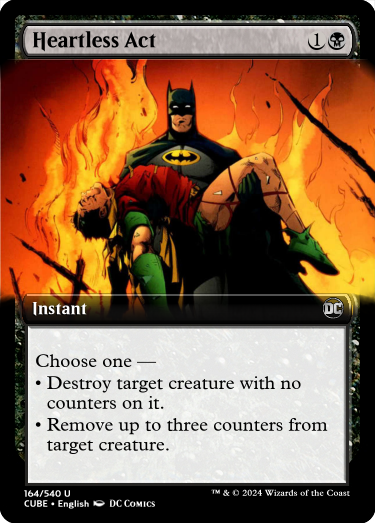 Heartless Act 1
Instant DC
Choose one —
• Destroy target creature with no
counters on it.
• Remove up to three counters from
target creature.
164/540 U
CUBE • English DC Comics
™ & © 2024 Wizards of the Coast